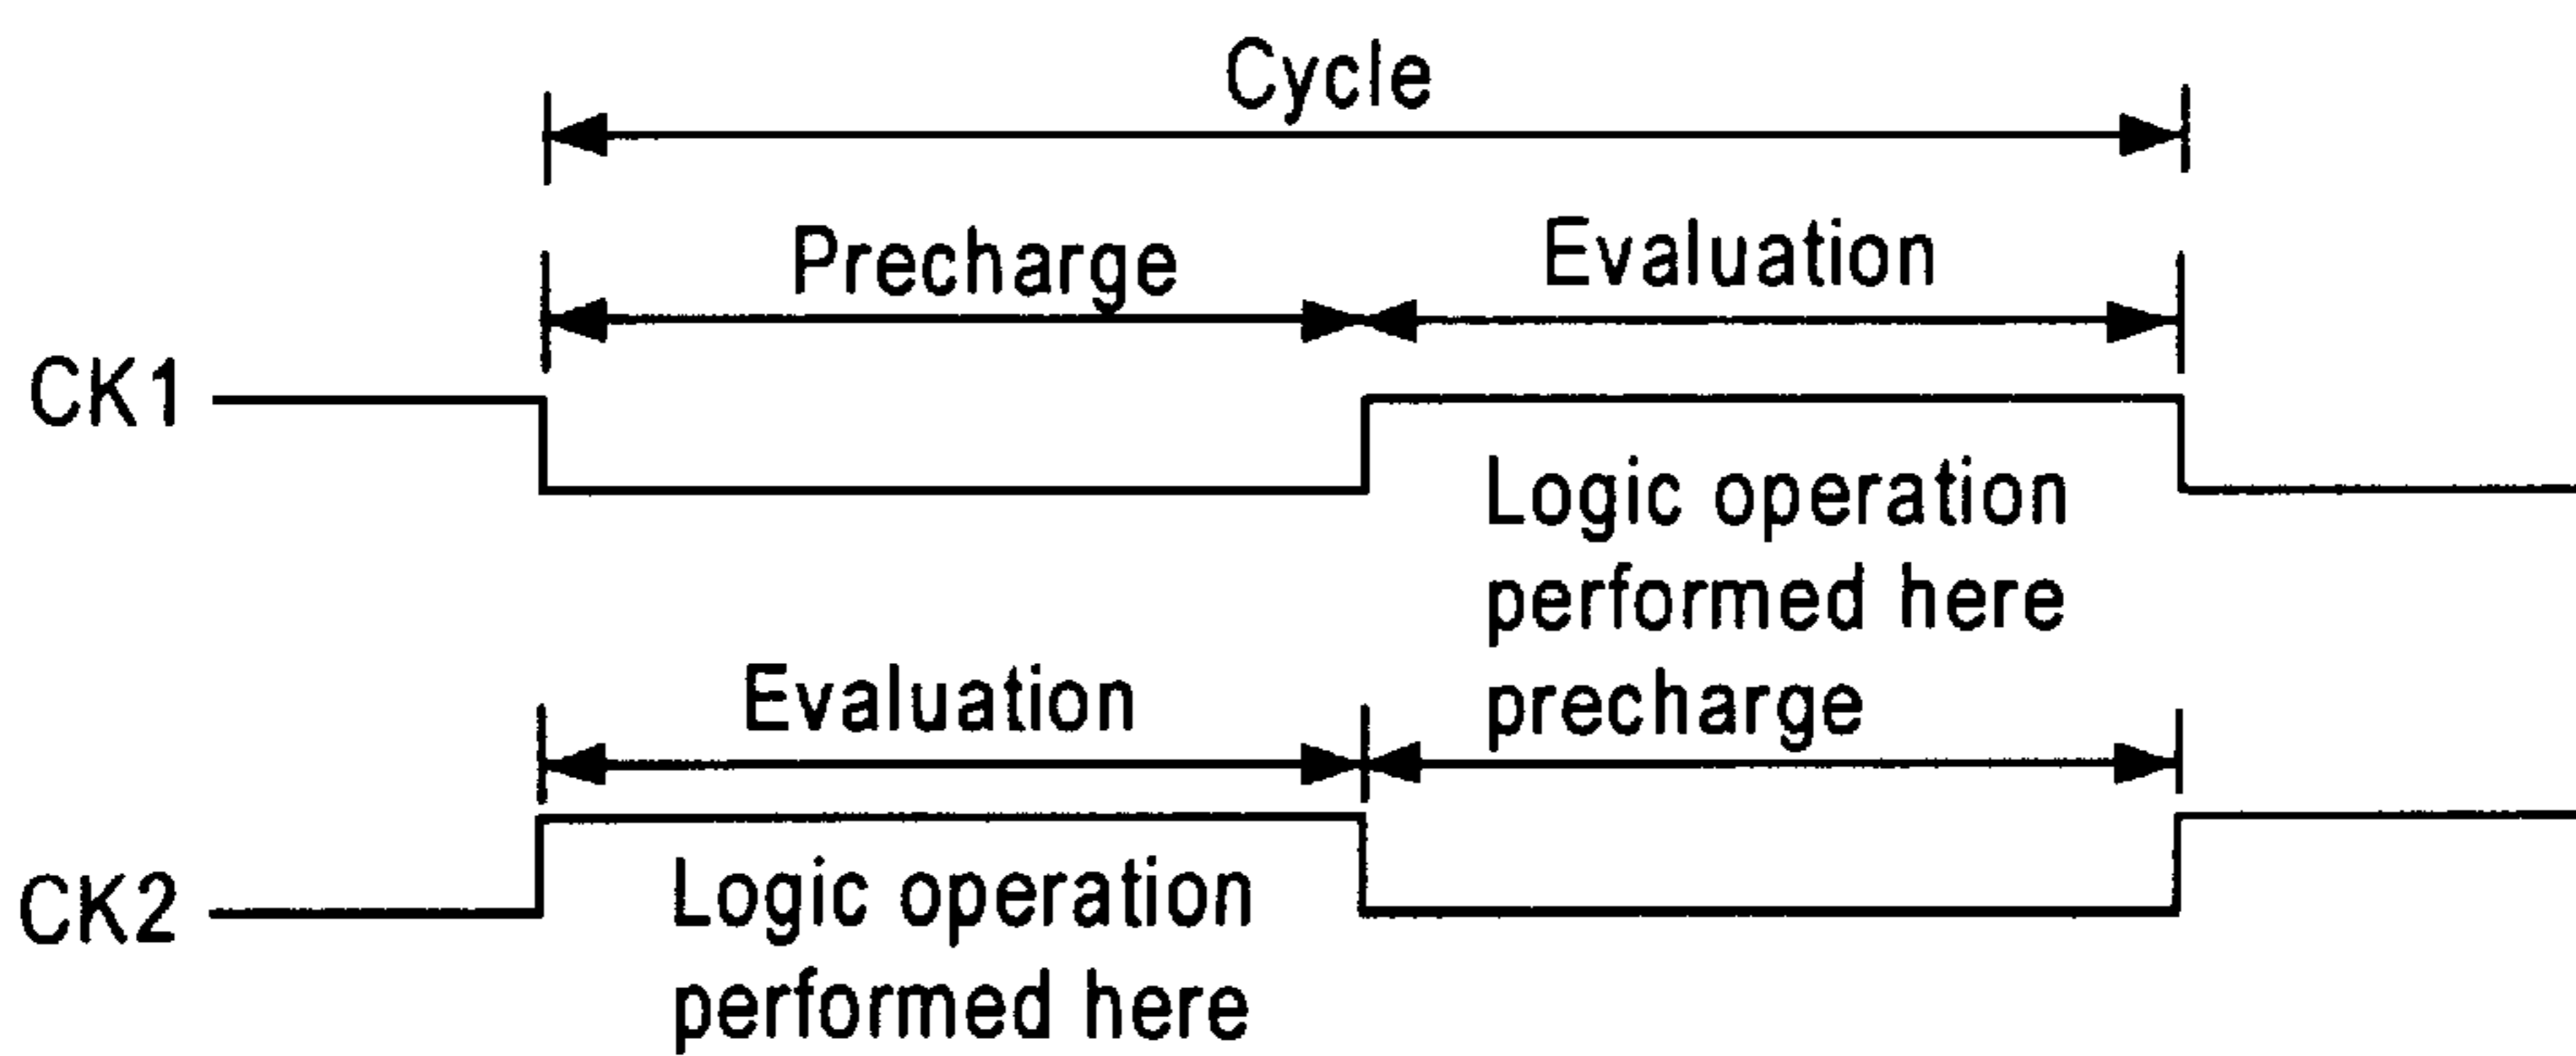 Cycle
Precharge
Evaluation
CK1
Logic operation
performed here
Evaluation
precharge
CK2
Logic operation
performed here